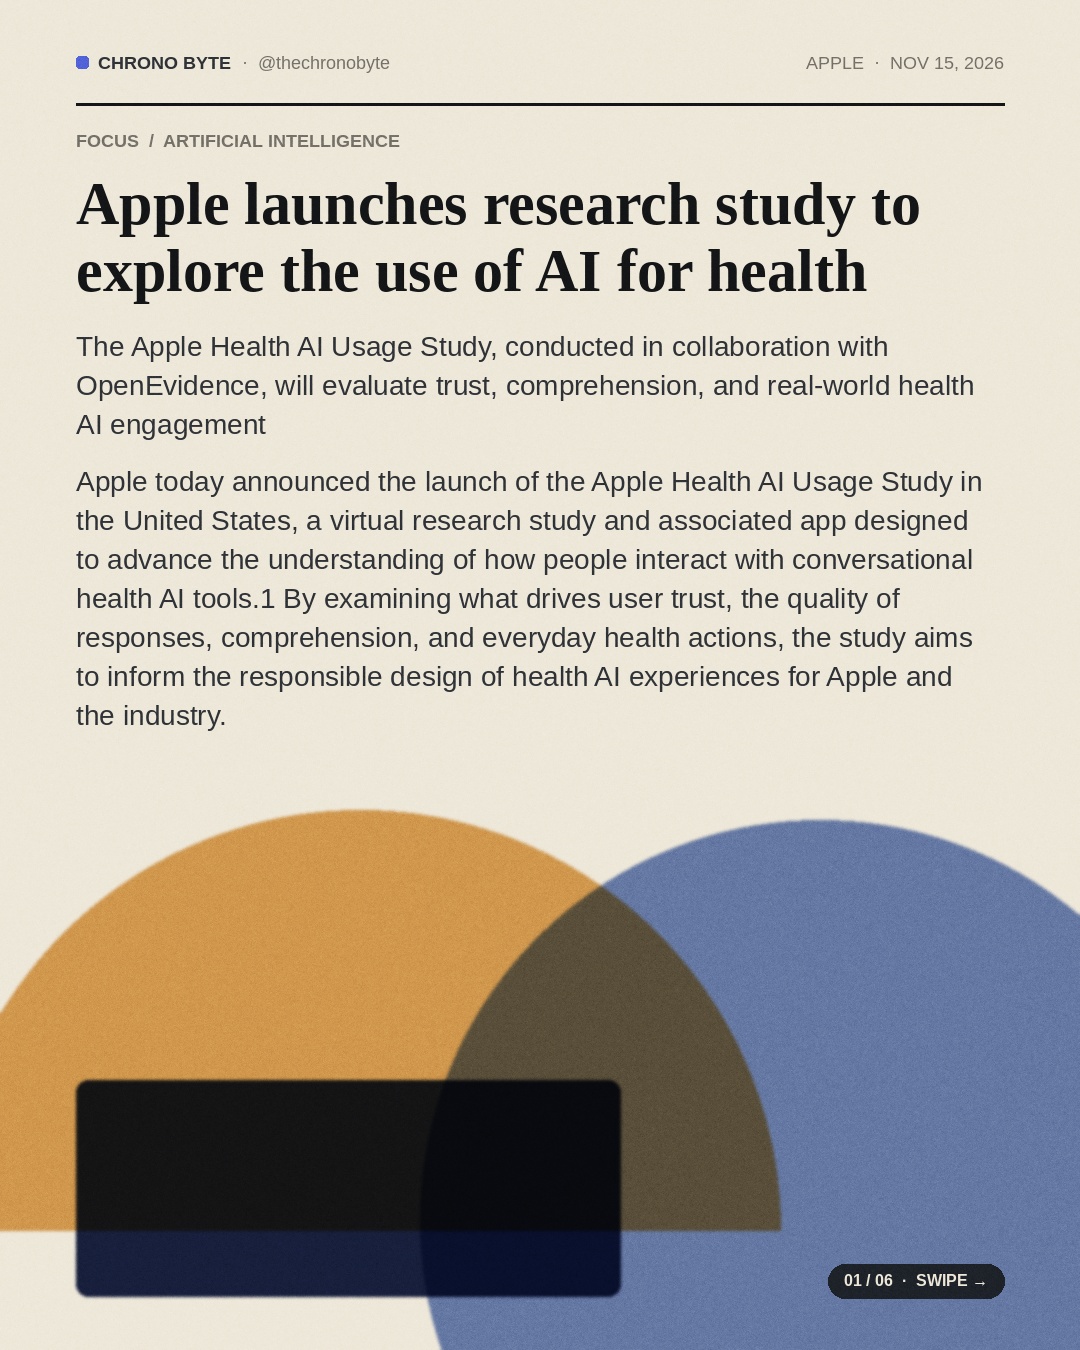 CHRONO BYTE · @thechronobyte
APPLE · NOV 15, 2026
FOCUS / ARTIFICIAL INTELLIGENCE
Apple launches research study to
explore the use of AI for health
The Apple Health AI Usage Study, conducted in collaboration with
OpenEvidence, will evaluate trust, comprehension, and real-world health
AI engagement
Apple today announced the launch of the Apple Health AI Usage Study in
the United States, a virtual research study and associated app designed
to advance the understanding of how people interact with conversational
health AI tools.1 By examining what drives user trust, the quality of
responses, comprehension, and everyday health actions, the study aims
to inform the responsible design of health AI experiences for Apple and
the industry.
01 / 06 · SWIPE →